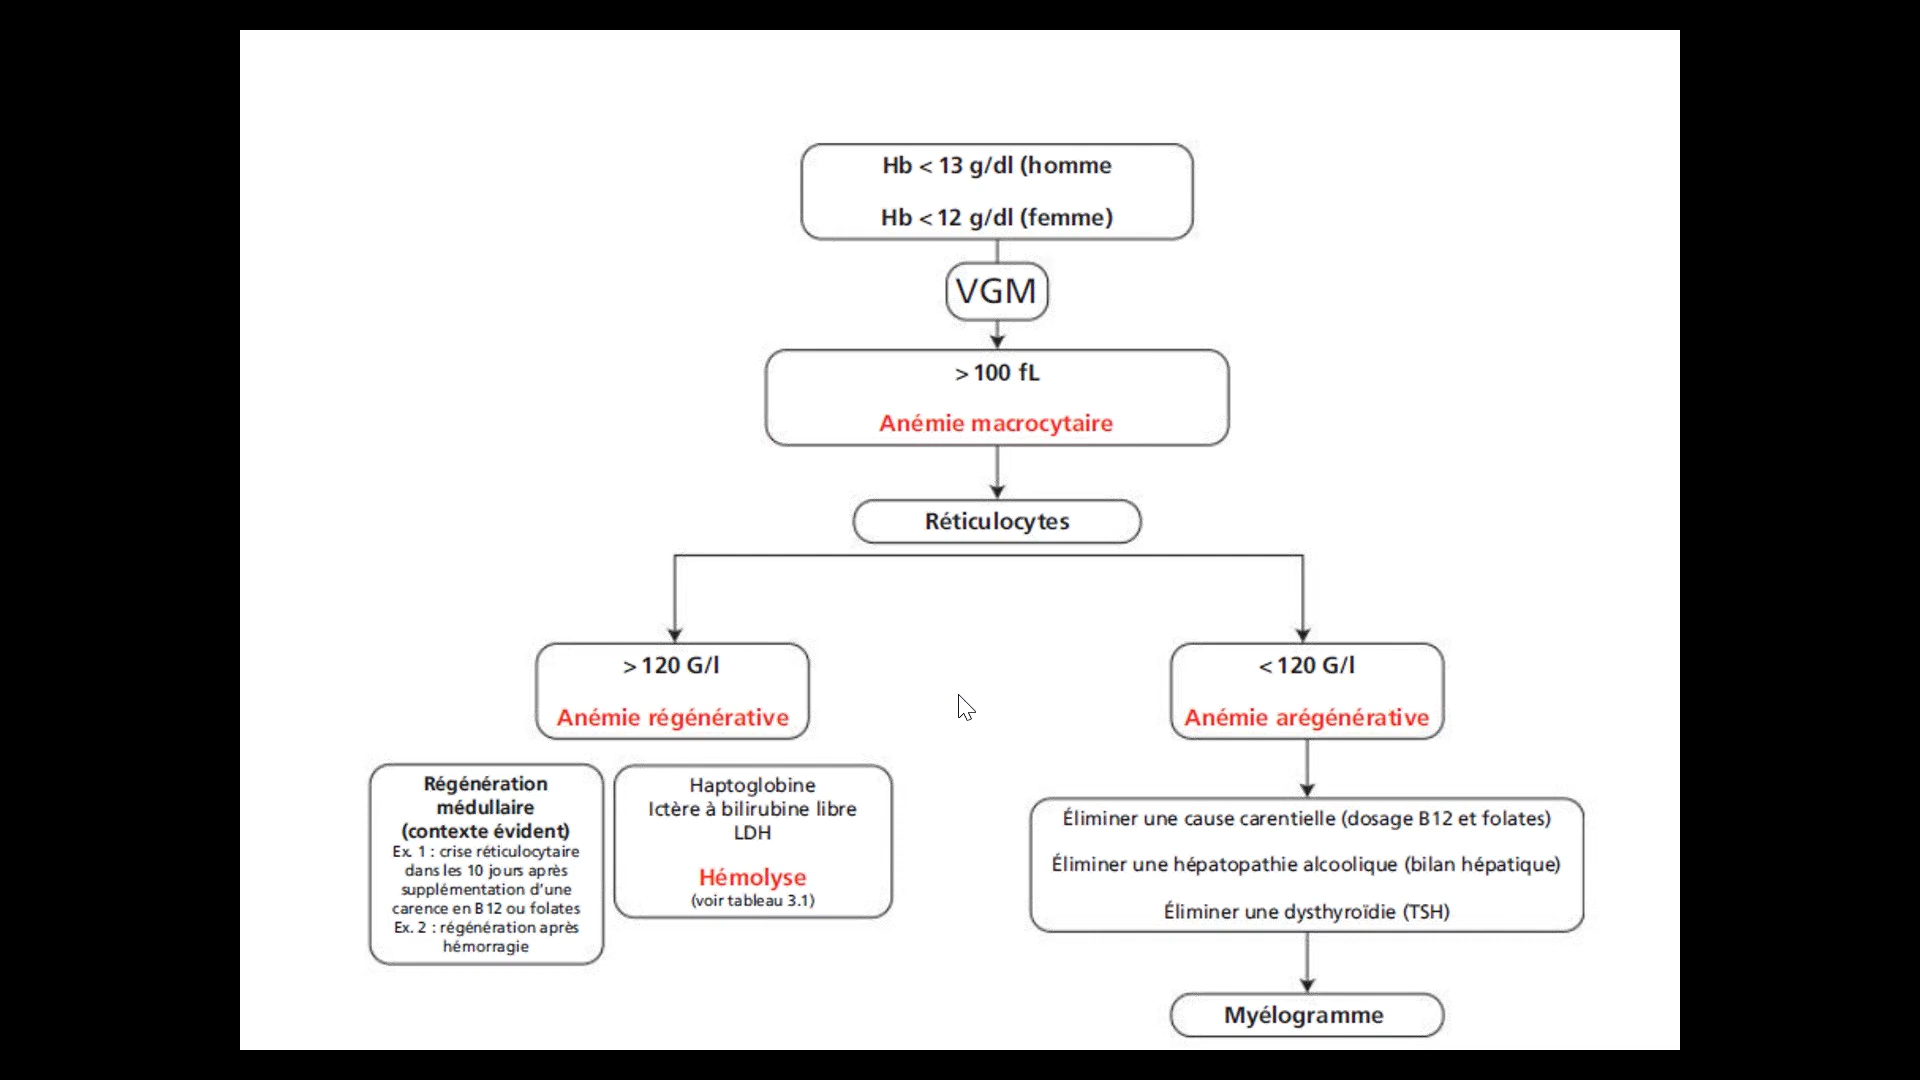 Hb < 13 g/dl (homme
Hb < 12 g/dl (femme)
VGM
> 100 fL
Anémie macrocytaire
Réticulocytes
> 120 G/l
Anémie régénérative
< 120 G/l
Anémie arégénérative
Régénération
médullaire
(contexte évident)
Ex. 1 : crise réticulocytaire
dans les 10 jours après
supplémentation d'une
carence en B12 ou folates
Ex. 2 : régénération après
hémorragie
Haptoglobine
Ictère à bilirubine libre
LDH
Hémolyse
(voir tableau 3.1)
Éliminer une cause carentielle (dosage B12 et folates)
Éliminer une hépatopathie alcoolique (bilan hépatique)
Éliminer une dysthyroïdie (TSH)
Myélogramme